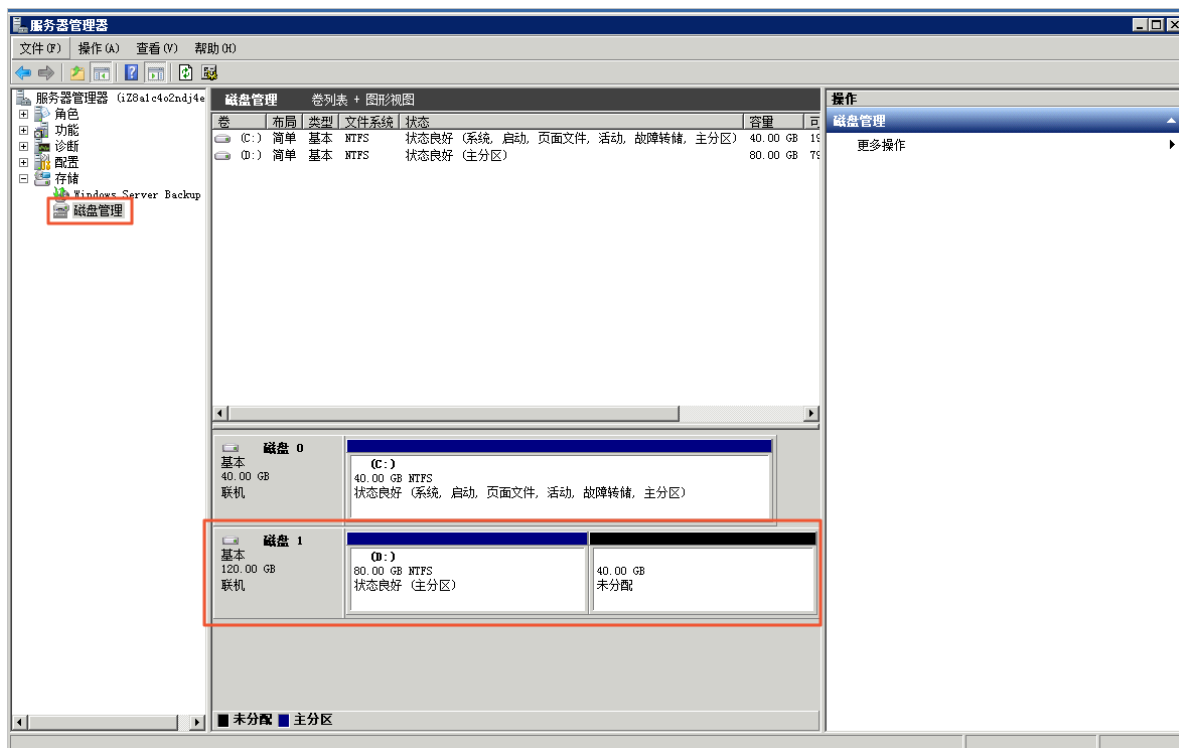 服务器管理器
文件(F) 操作(A) 查看(V) 帮助(H)
服务器管理器 (iZ8a1c4o2ndj4e
角色
功能
诊断
配置
存储
Windows Server Backup
磁盘管理
磁盘管理 卷列表 + 图形视图
卷 布局 类型 文件系统 状态 容量 可
(C:) 简单 基本 NTFS 状态良好 (系统, 启动, 页面文件, 活动, 故障转储, 主分区) 40.00 GB 19
(D:) 简单 基本 NTFS 状态良好 (主分区) 80.00 GB 79
磁盘 0
基本
40.00 GB
联机
(C:)
40.00 GB NTFS
状态良好 (系统, 启动, 页面文件, 活动, 故障转储, 主分区)
磁盘 1
基本
120.00 GB
联机
(D:)
80.00 GB NTFS
状态良好 (主分区)
40.00 GB
未分配
未分配 主分区
操作
磁盘管理
更多操作